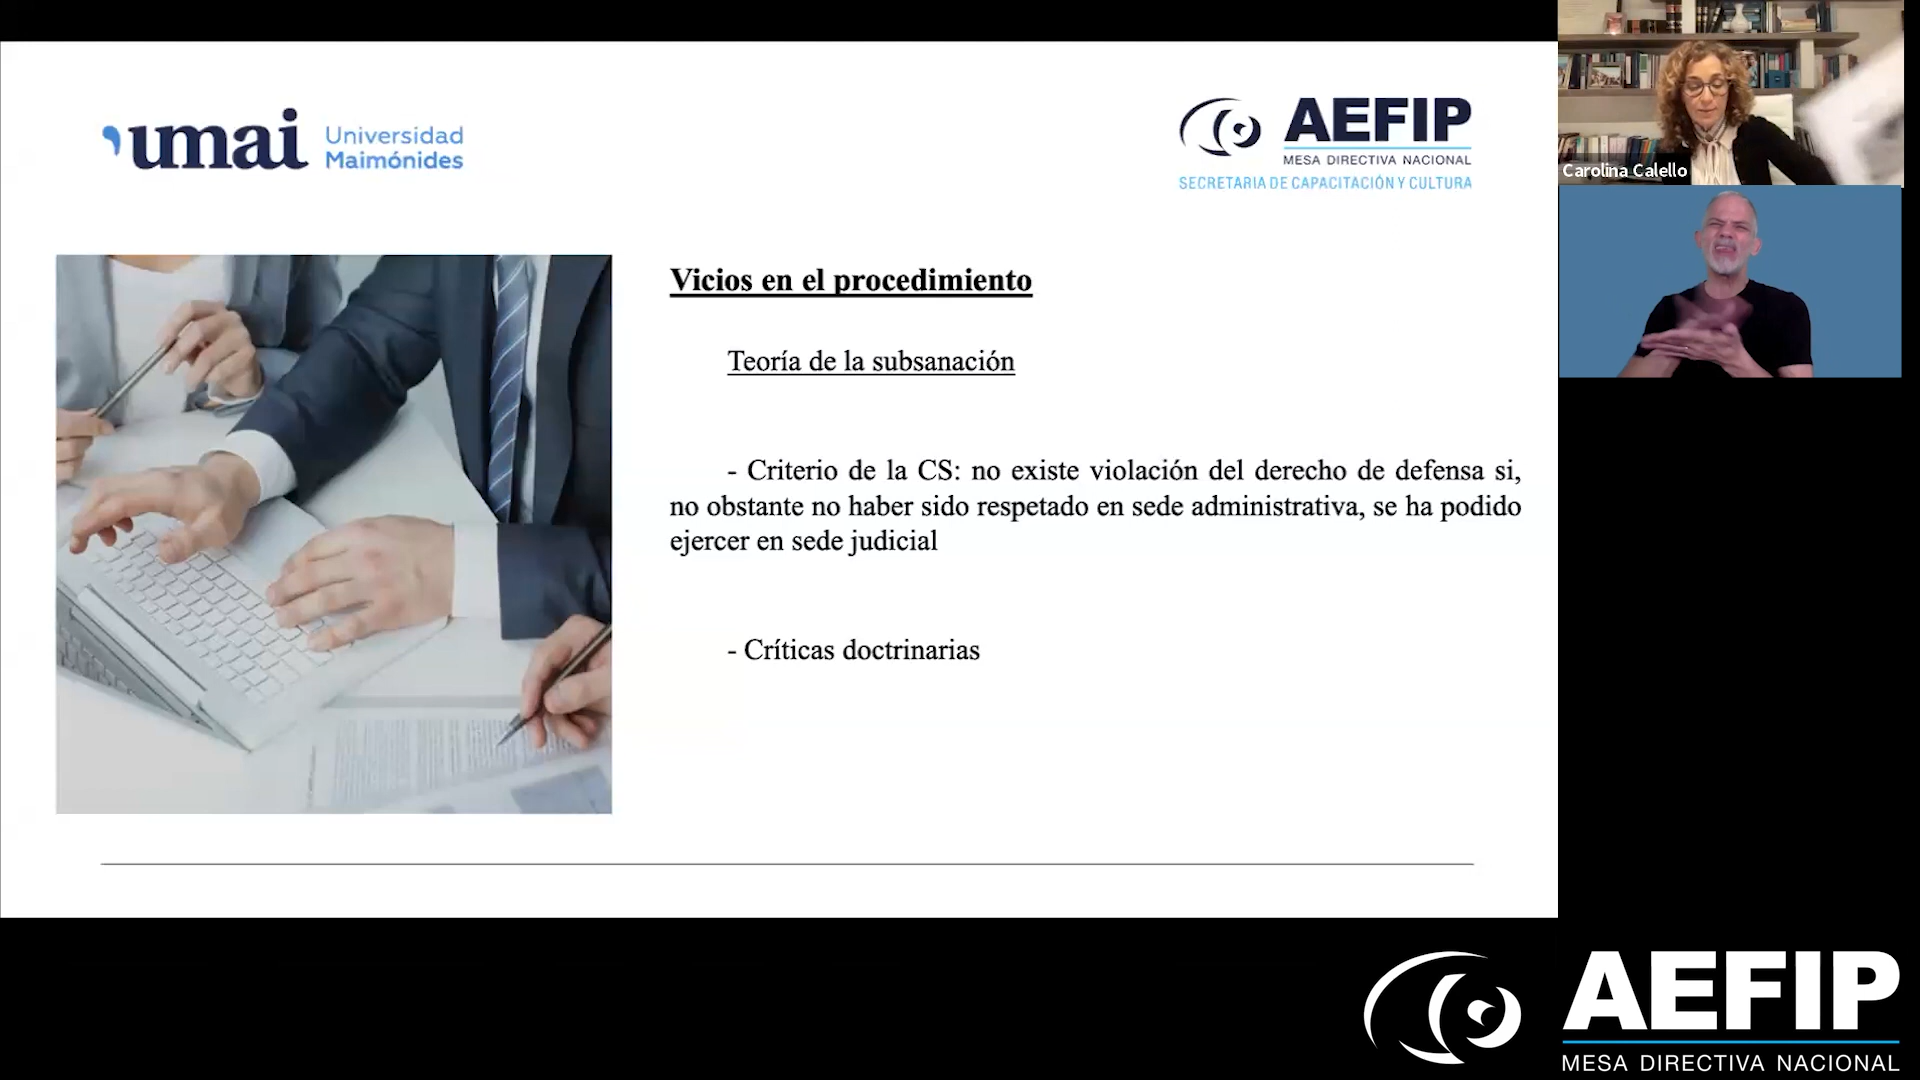 umai Universidad
Maimónides
AEFIP
MESA DIRECTIVA NACIONAL
SECRETARIA DE CAPACITACIÓN Y CULTURA
Vicios en el procedimiento
Teoría de la subsanación
- Criterio de la CS: no existe violación del derecho de defensa si,
no obstante no haber sido respetado en sede administrativa, se ha podido
ejercer en sede judicial
- Críticas doctrinarias
Carolina Calello
AEFIP
MESA DIRECTIVA NACIONAL